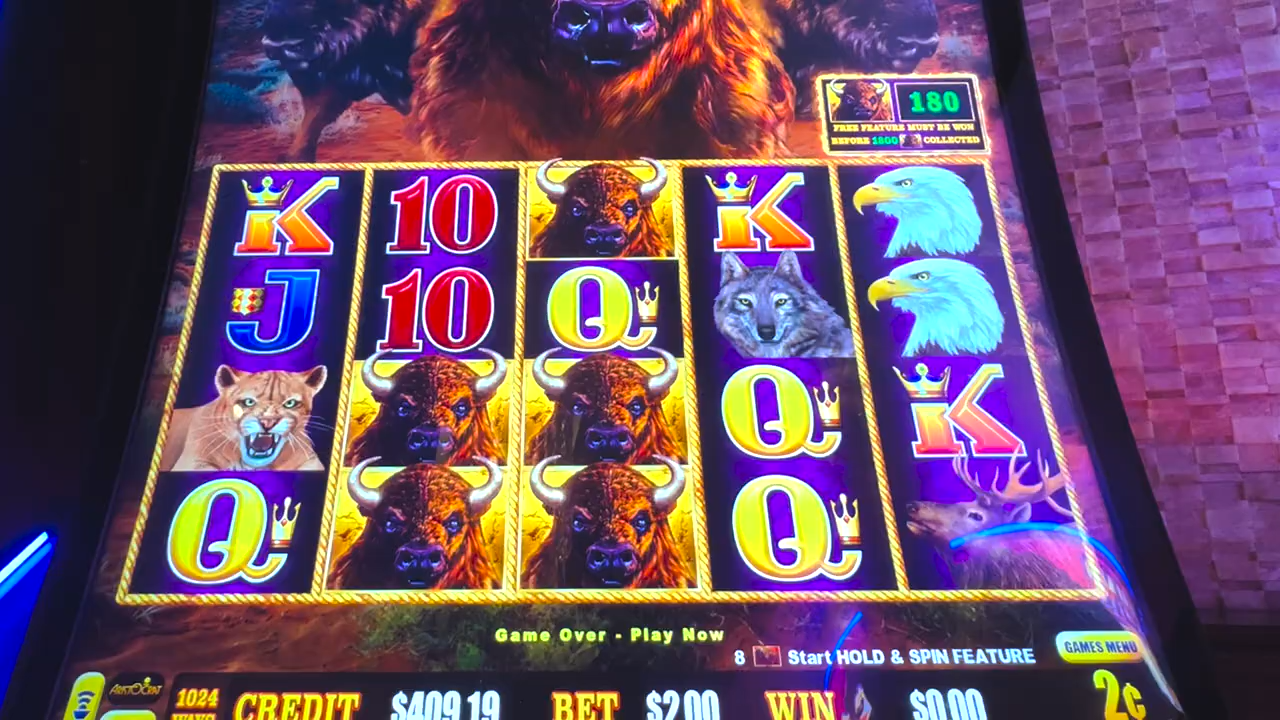 180
FREE FEATURE MUST BE WON
BEFORE 1800 COLLECTED
K 10 K
J 10 Q
Q K
Q Q
Game Over - Play Now
8 Start HOLD & SPIN FEATURE
GAMES MENU
ARISTOCRAT
1024
WAYS
CREDIT $409.19 BET $2.00 WIN $0.00
2¢